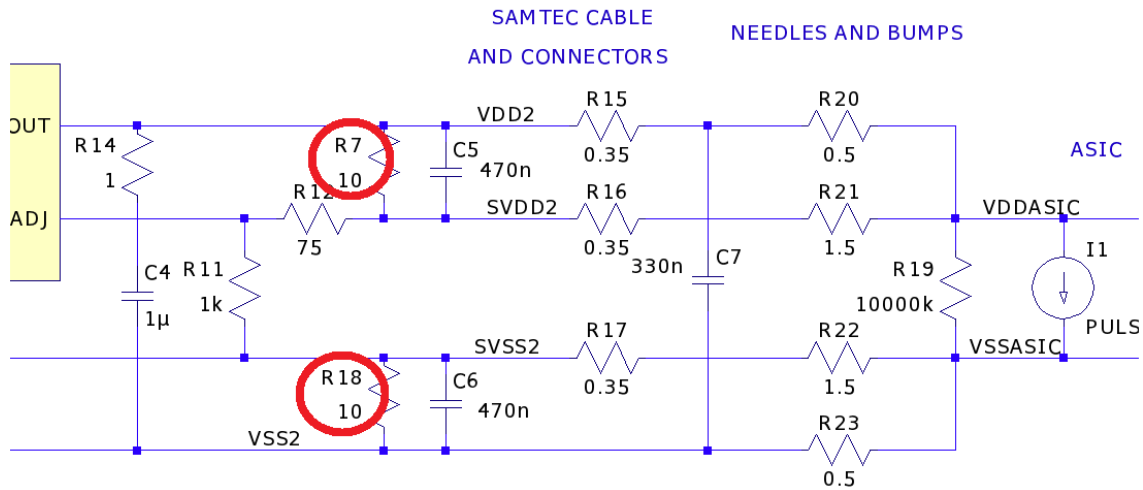 SAMTEC CABLE
AND CONNECTORS
NEEDLES AND BUMPS
ASIC
OUT
ADJ
R14
1
C4
1µ
R11
1k
R12
75
R7
10
C5
470n
VDD2
SVDD2
R15
0.35
R16
0.35
R20
0.5
R21
1.5
C7
330n
VDDASIC
R19
10000k
I1
PULS
VSSASIC
R18
10
C6
470n
SVSS2
VSS2
R17
0.35
R22
1.5
R23
0.5